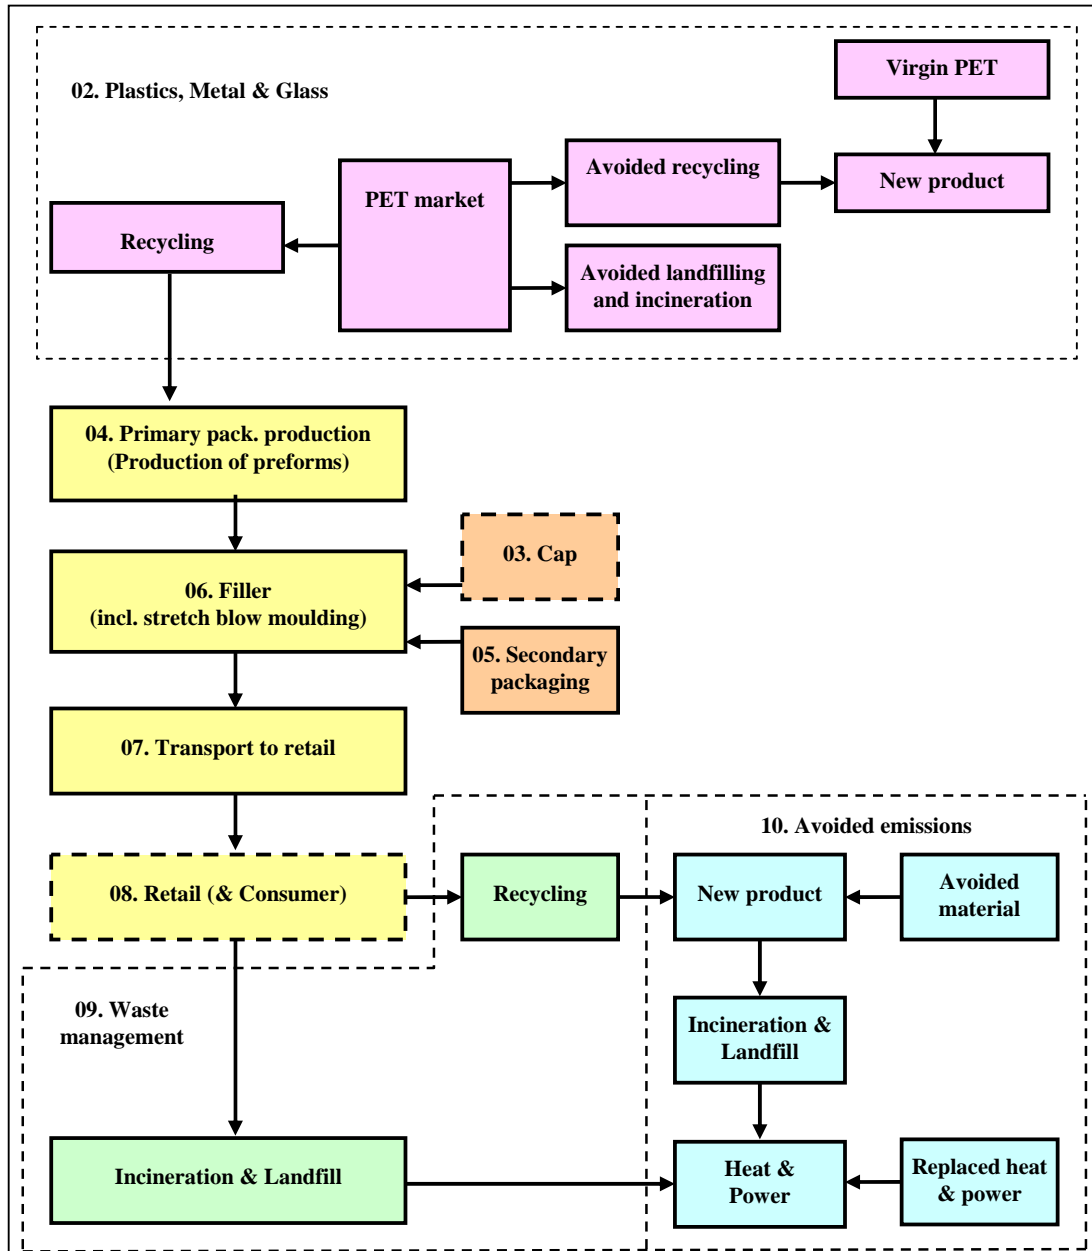 02. Plastics, Metal & Glass
Virgin PET
Avoided recycling
New product
PET market
Recycling
Avoided landfilling
and incineration
04. Primary pack. production
(Production of preforms)
03. Cap
06. Filler
(incl. stretch blow moulding)
05. Secondary
packaging
07. Transport to retail
10. Avoided emissions
08. Retail (& Consumer)
Recycling
New product
Avoided
material
09. Waste
management
Incineration &
Landfill
Incineration & Landfill
Heat &
Power
Replaced heat
& power